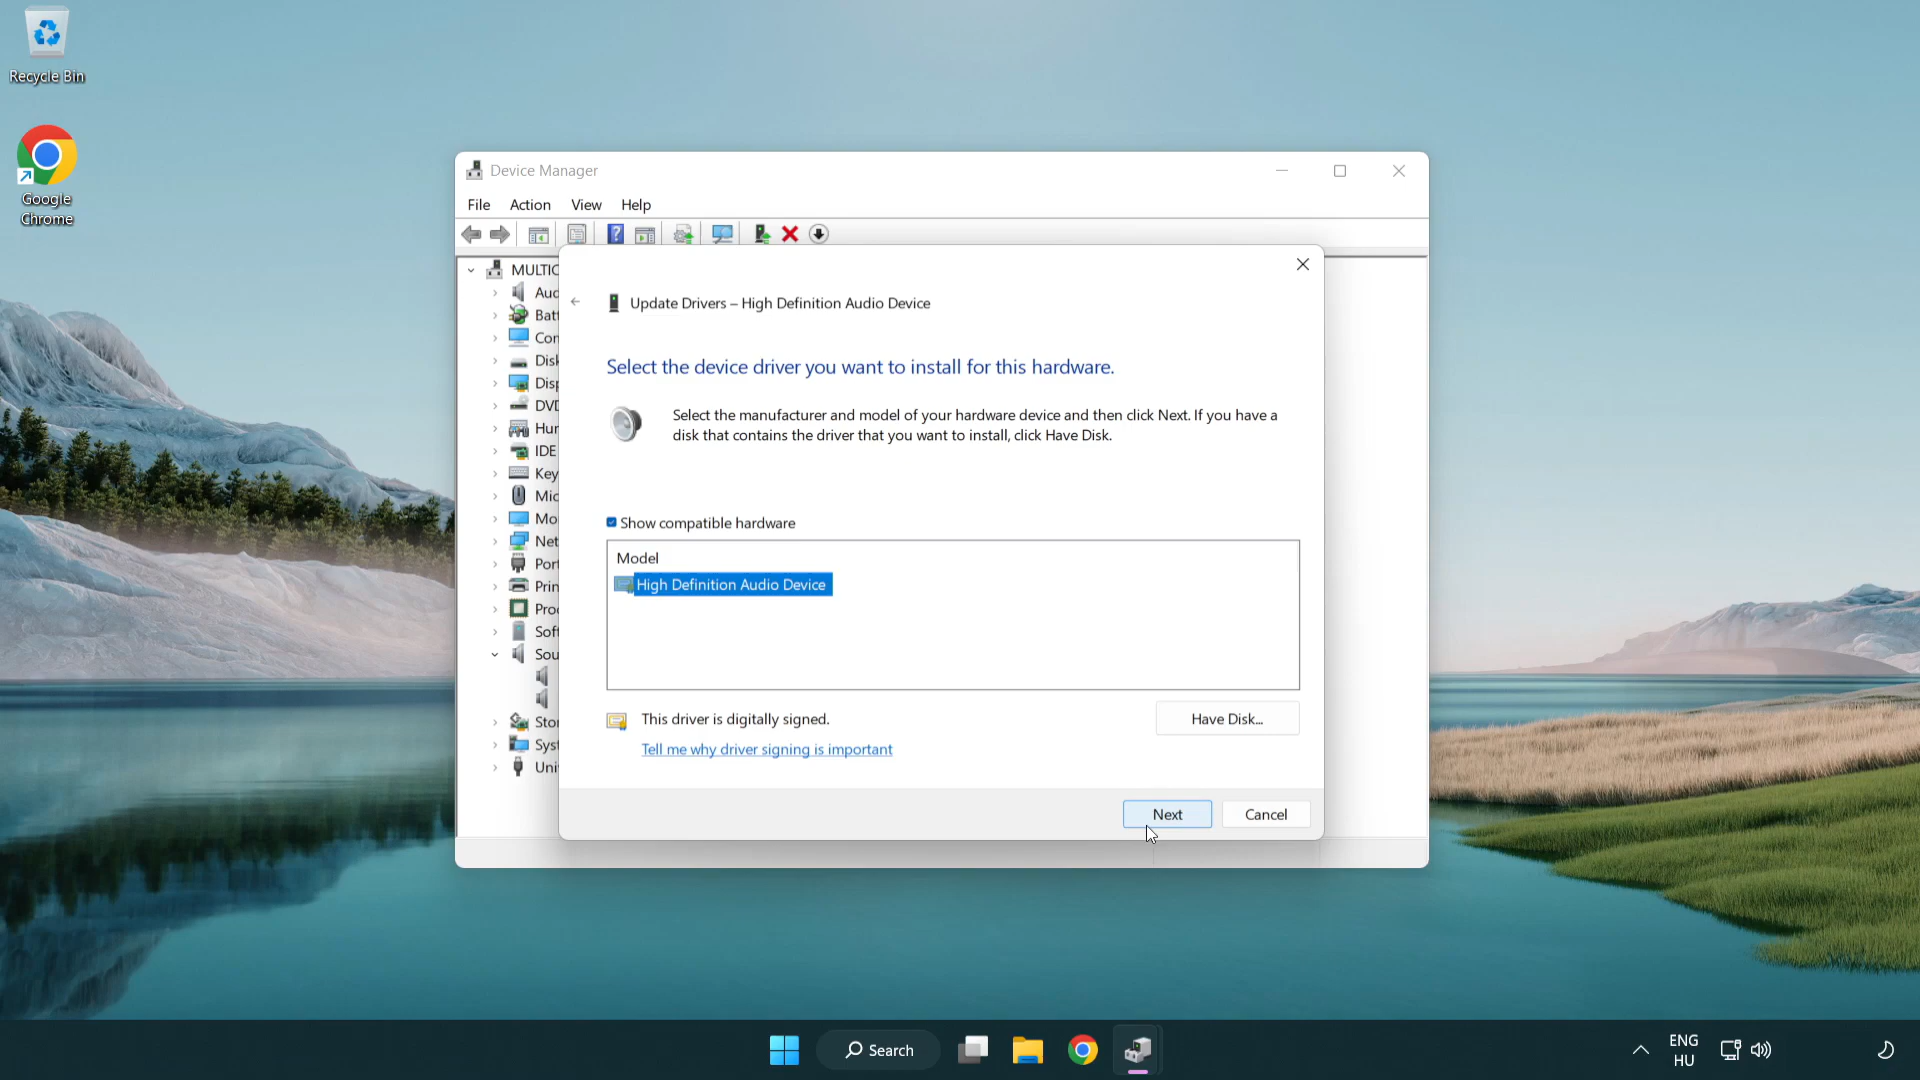 Recycle Bin
Google
Chrome
Device Manager
File Action View Help
Update Drivers – High Definition Audio Device
Select the device driver you want to install for this hardware.
Select the manufacturer and model of your hardware device and then click Next. If you have a
disk that contains the driver that you want to install, click Have Disk.
Show compatible hardware
Model
High Definition Audio Device
This driver is digitally signed.
Have Disk...
Tell me why driver signing is important
Next
Cancel
MULTIC
Aud
Batt
Con
Disk
Disp
DVD
Hum
IDE
Key
Mic
Mo
Net
Port
Prin
Proc
Soft
Sou
Stor
Syst
Uni
Search
ENG
HU